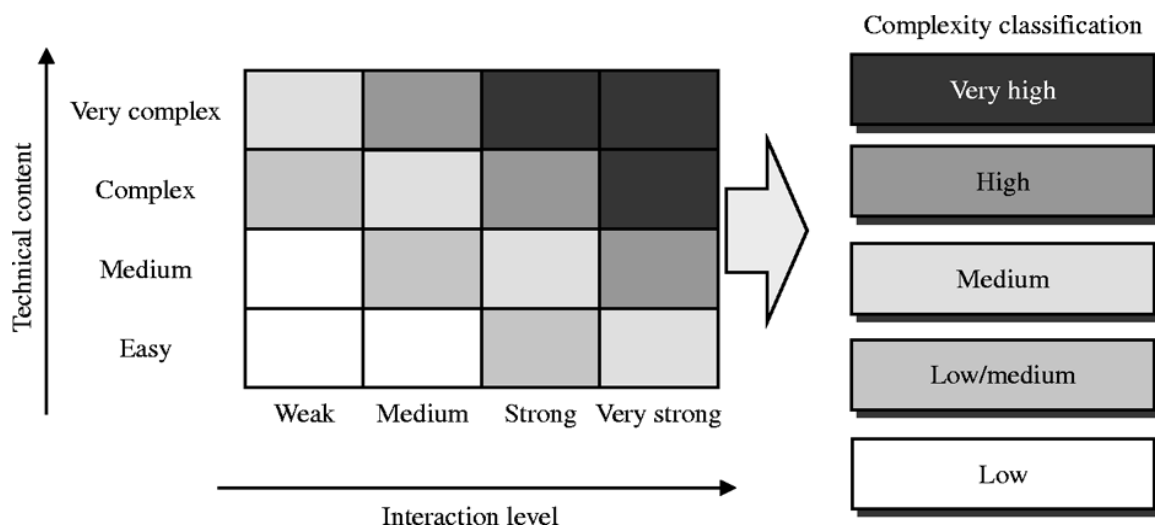 Complexity classification
Technical content
Very complex
Complex
Medium
Easy
Weak Medium Strong Very strong
Interaction level
Very high
High
Medium
Low/medium
Low